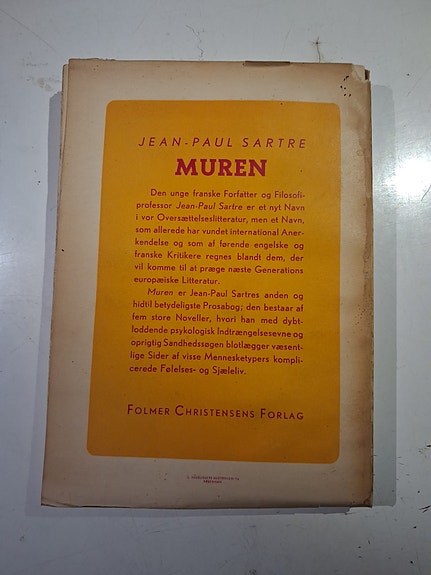 JEAN-PAUL SARTRE
MUREN
Den unge franske Forfatter og Filosofi-
professor Jean-Paul Sartre er et nyt Navn
i vor Oversættelseslitteratur, men et Navn,
som allerede har vundet international Aner-
kendelse og som af førende engelske og
franske Kritikere regnes blandt dem, der
vil komme til at præge næste Generations
europæiske Litteratur.
Muren er Jean-Paul Sartres anden og
hidtil betydeligste Prosabog; den bestaar af
fem store Noveller, hvori han med dybt-
loddende psykologisk Indtrængelsesevne og
oprigtig Sandhedssøgen blotlægger væsent-
lige Sider af visse Mennesketypers kompli-
cerede Følelses- og Sjæleliv.
FOLMER CHRISTENSENS FORLAG